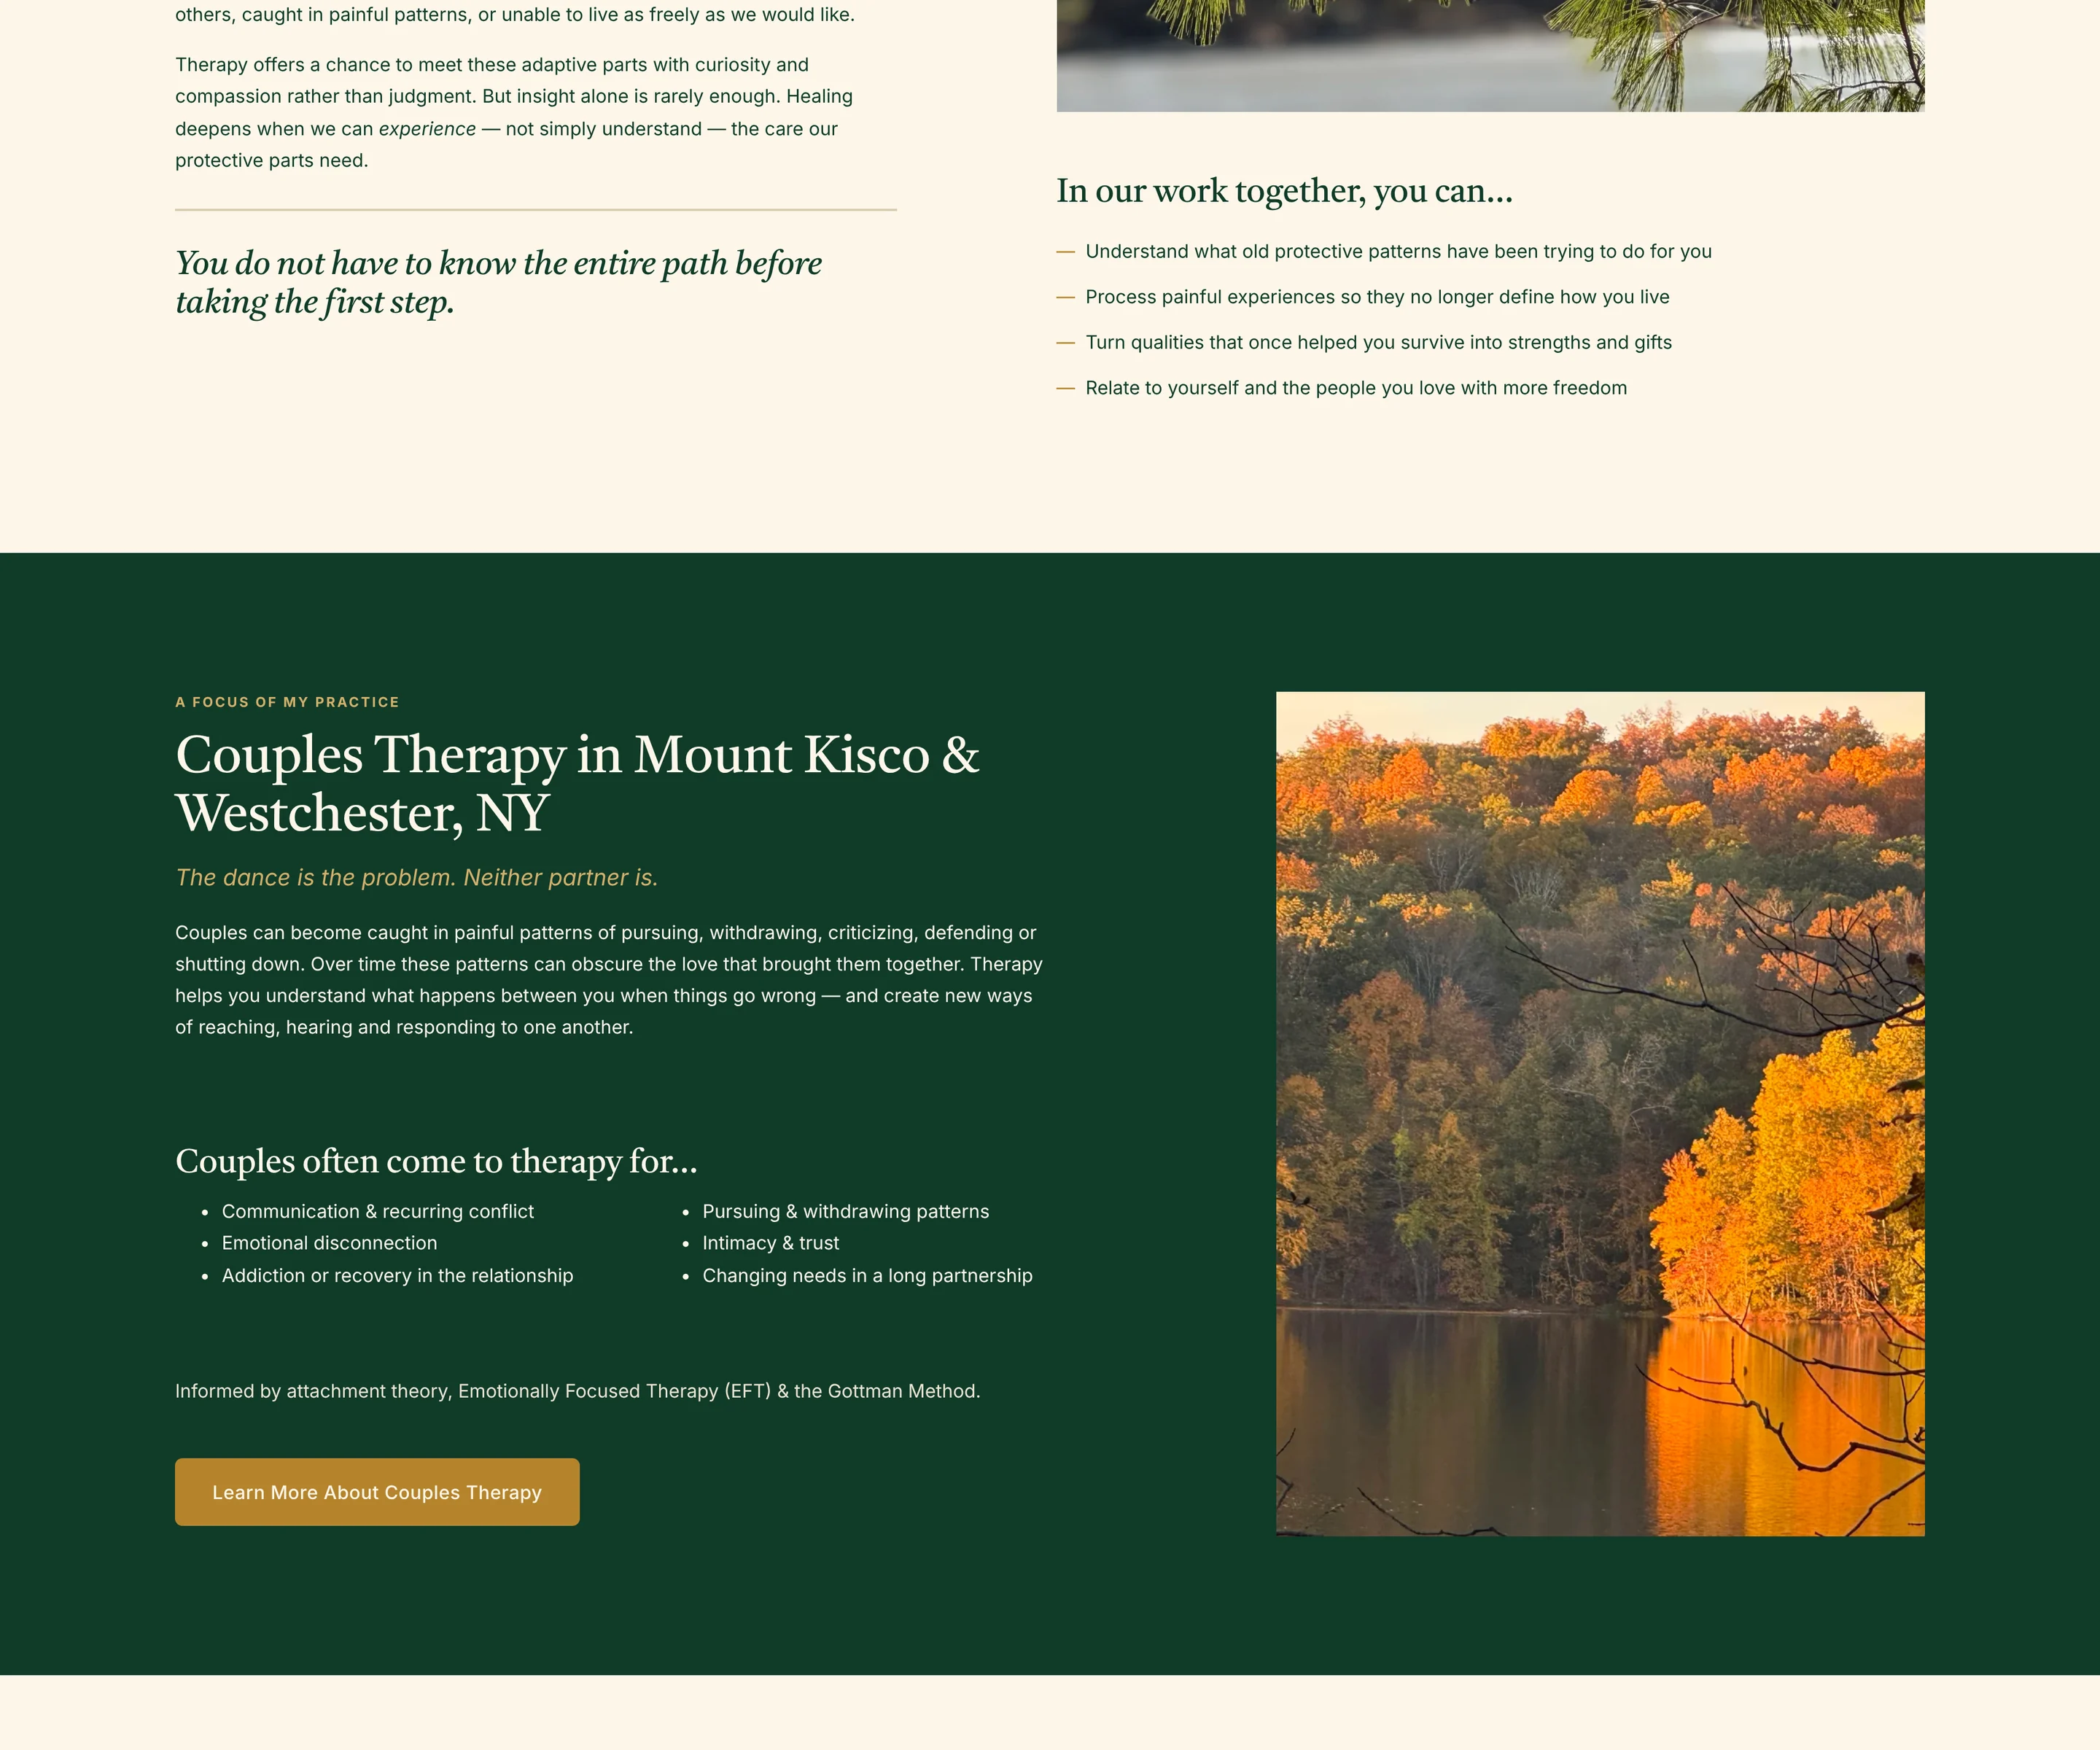 others, caught in painful patterns, or unable to live as freely as we would like.
Therapy offers a chance to meet these adaptive parts with curiosity and
compassion rather than judgment. But insight alone is rarely enough. Healing
deepens when we can experience — not simply understand — the care our
protective parts need.
You do not have to know the entire path before
taking the first step.
In our work together, you can...
— Understand what old protective patterns have been trying to do for you
— Process painful experiences so they no longer define how you live
— Turn qualities that once helped you survive into strengths and gifts
— Relate to yourself and the people you love with more freedom
A FOCUS OF MY PRACTICE
Couples Therapy in Mount Kisco &
Westchester, NY
The dance is the problem. Neither partner is.
Couples can become caught in painful patterns of pursuing, withdrawing, criticizing, defending or
shutting down. Over time these patterns can obscure the love that brought them together. Therapy
helps you understand what happens between you when things go wrong — and create new ways
of reaching, hearing and responding to one another.
Couples often come to therapy for...
• Communication & recurring conflict
• Emotional disconnection
• Addiction or recovery in the relationship
• Pursuing & withdrawing patterns
• Intimacy & trust
• Changing needs in a long partnership
Informed by attachment theory, Emotionally Focused Therapy (EFT) & the Gottman Method.
Learn More About Couples Therapy